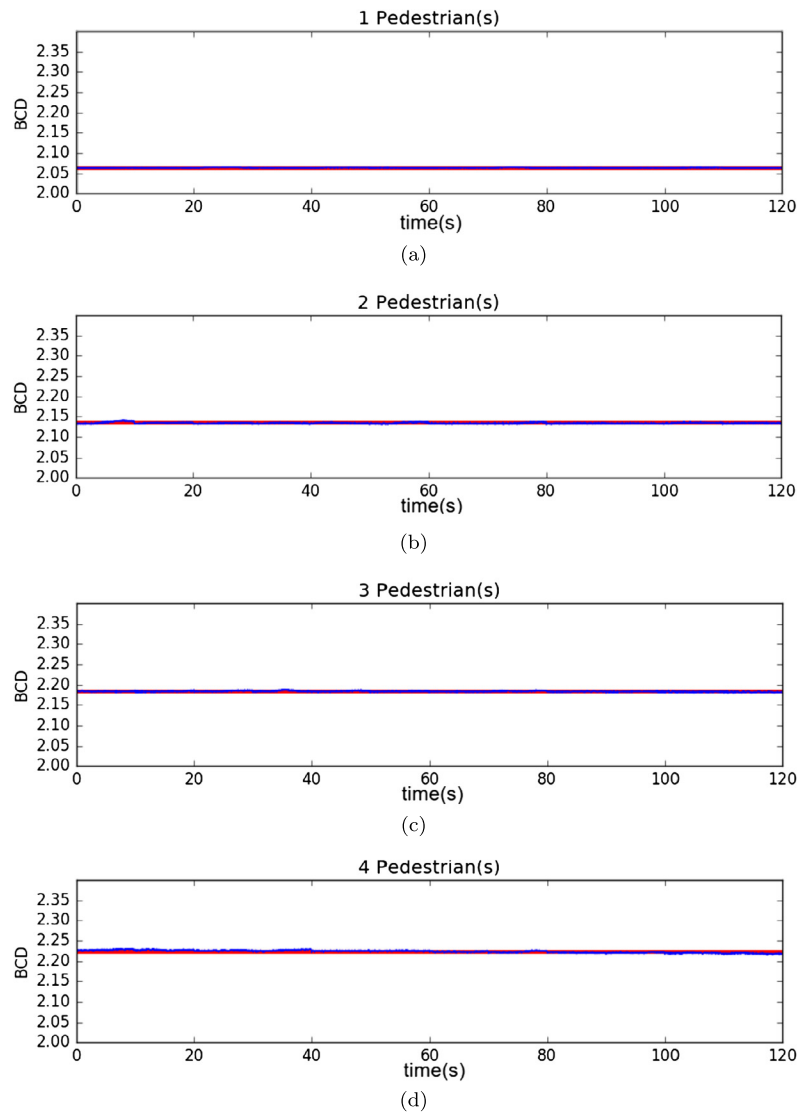 1 Pedestrian(s)
2.35
2.30
2.25
2.20
2.15
2.10
2.05
2.00
BCD
0 20 40 60 80 100 120
time(s)
(a)
2 Pedestrian(s)
2.35
2.30
2.25
2.20
2.15
2.10
2.05
2.00
BCD
0 20 40 60 80 100 120
time(s)
(b)
3 Pedestrian(s)
2.35
2.30
2.25
2.20
2.15
2.10
2.05
2.00
BCD
0 20 40 60 80 100 120
time(s)
(c)
4 Pedestrian(s)
2.35
2.30
2.25
2.20
2.15
2.10
2.05
2.00
BCD
0 20 40 60 80 100 120
time(s)
(d)